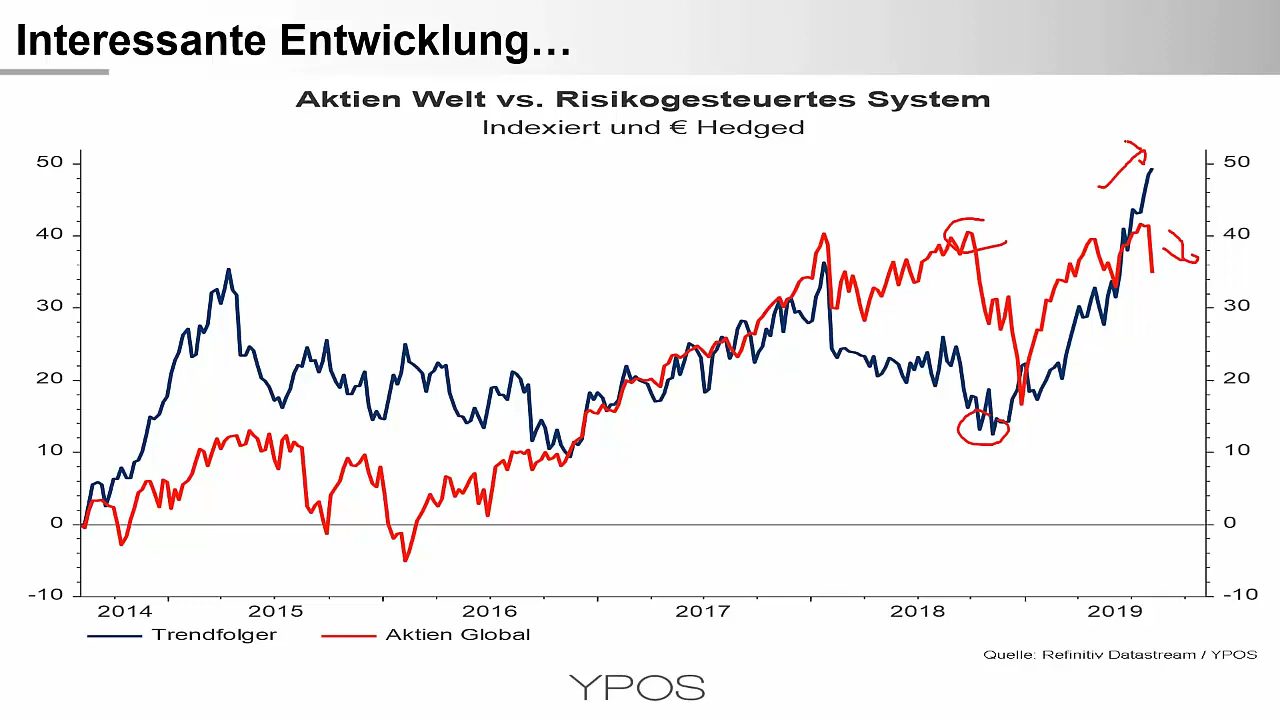 Interessante Entwicklung…
Aktien Welt vs. Risikogesteuertes System
Indexiert und € Hedged
50 50
40 40
30 30
20 20
10 10
0 0
-10 -10
2014 2015 2016 2017 2018 2019
Trendfolger Aktien Global
Quelle: Refinitiv Datastream / YPOS
YPOS